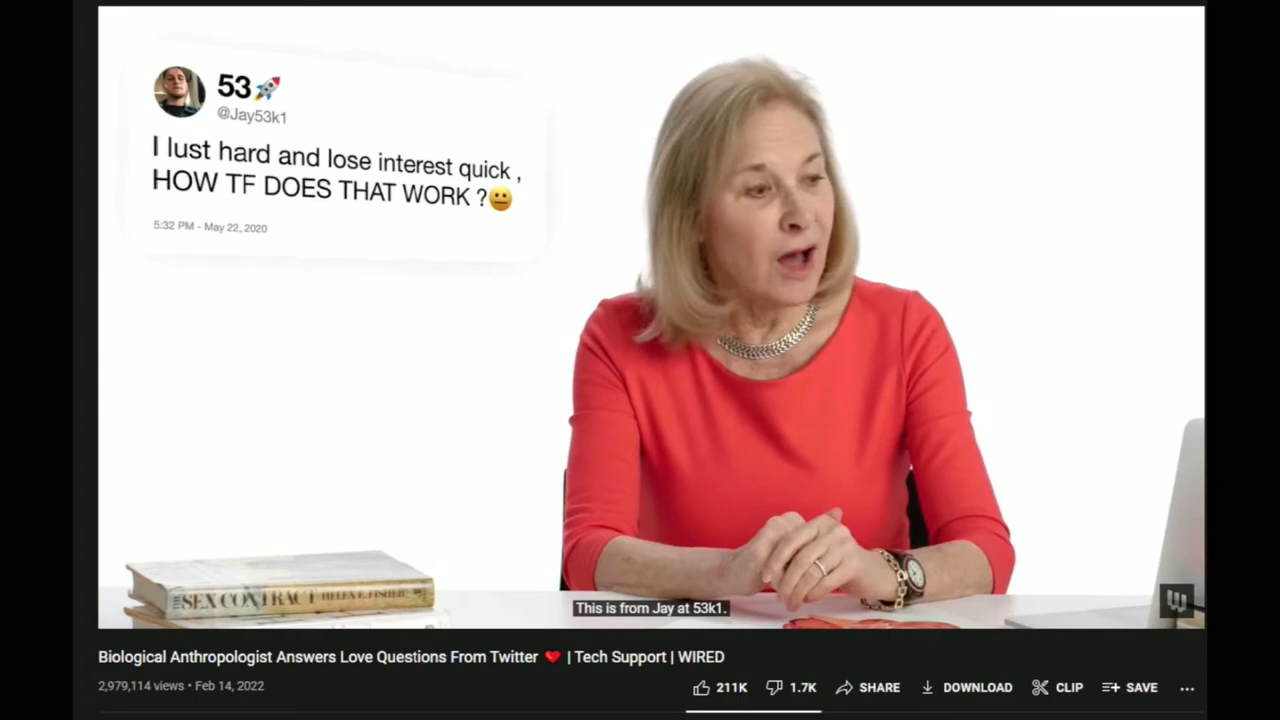 53🚀
@Jay53k1
I lust hard and lose interest quick ,
HOW TF DOES THAT WORK ?😐
5:32 PM - May 22, 2020
THE SEX CONTRACT HELEN E. FISHER
This is from Jay at 53k1.
W
Biological Anthropologist Answers Love Questions From Twitter ❤️ | Tech Support | WIRED
2,979,114 views • Feb 14, 2022
211K 1.7K SHARE DOWNLOAD CLIP SAVE ...